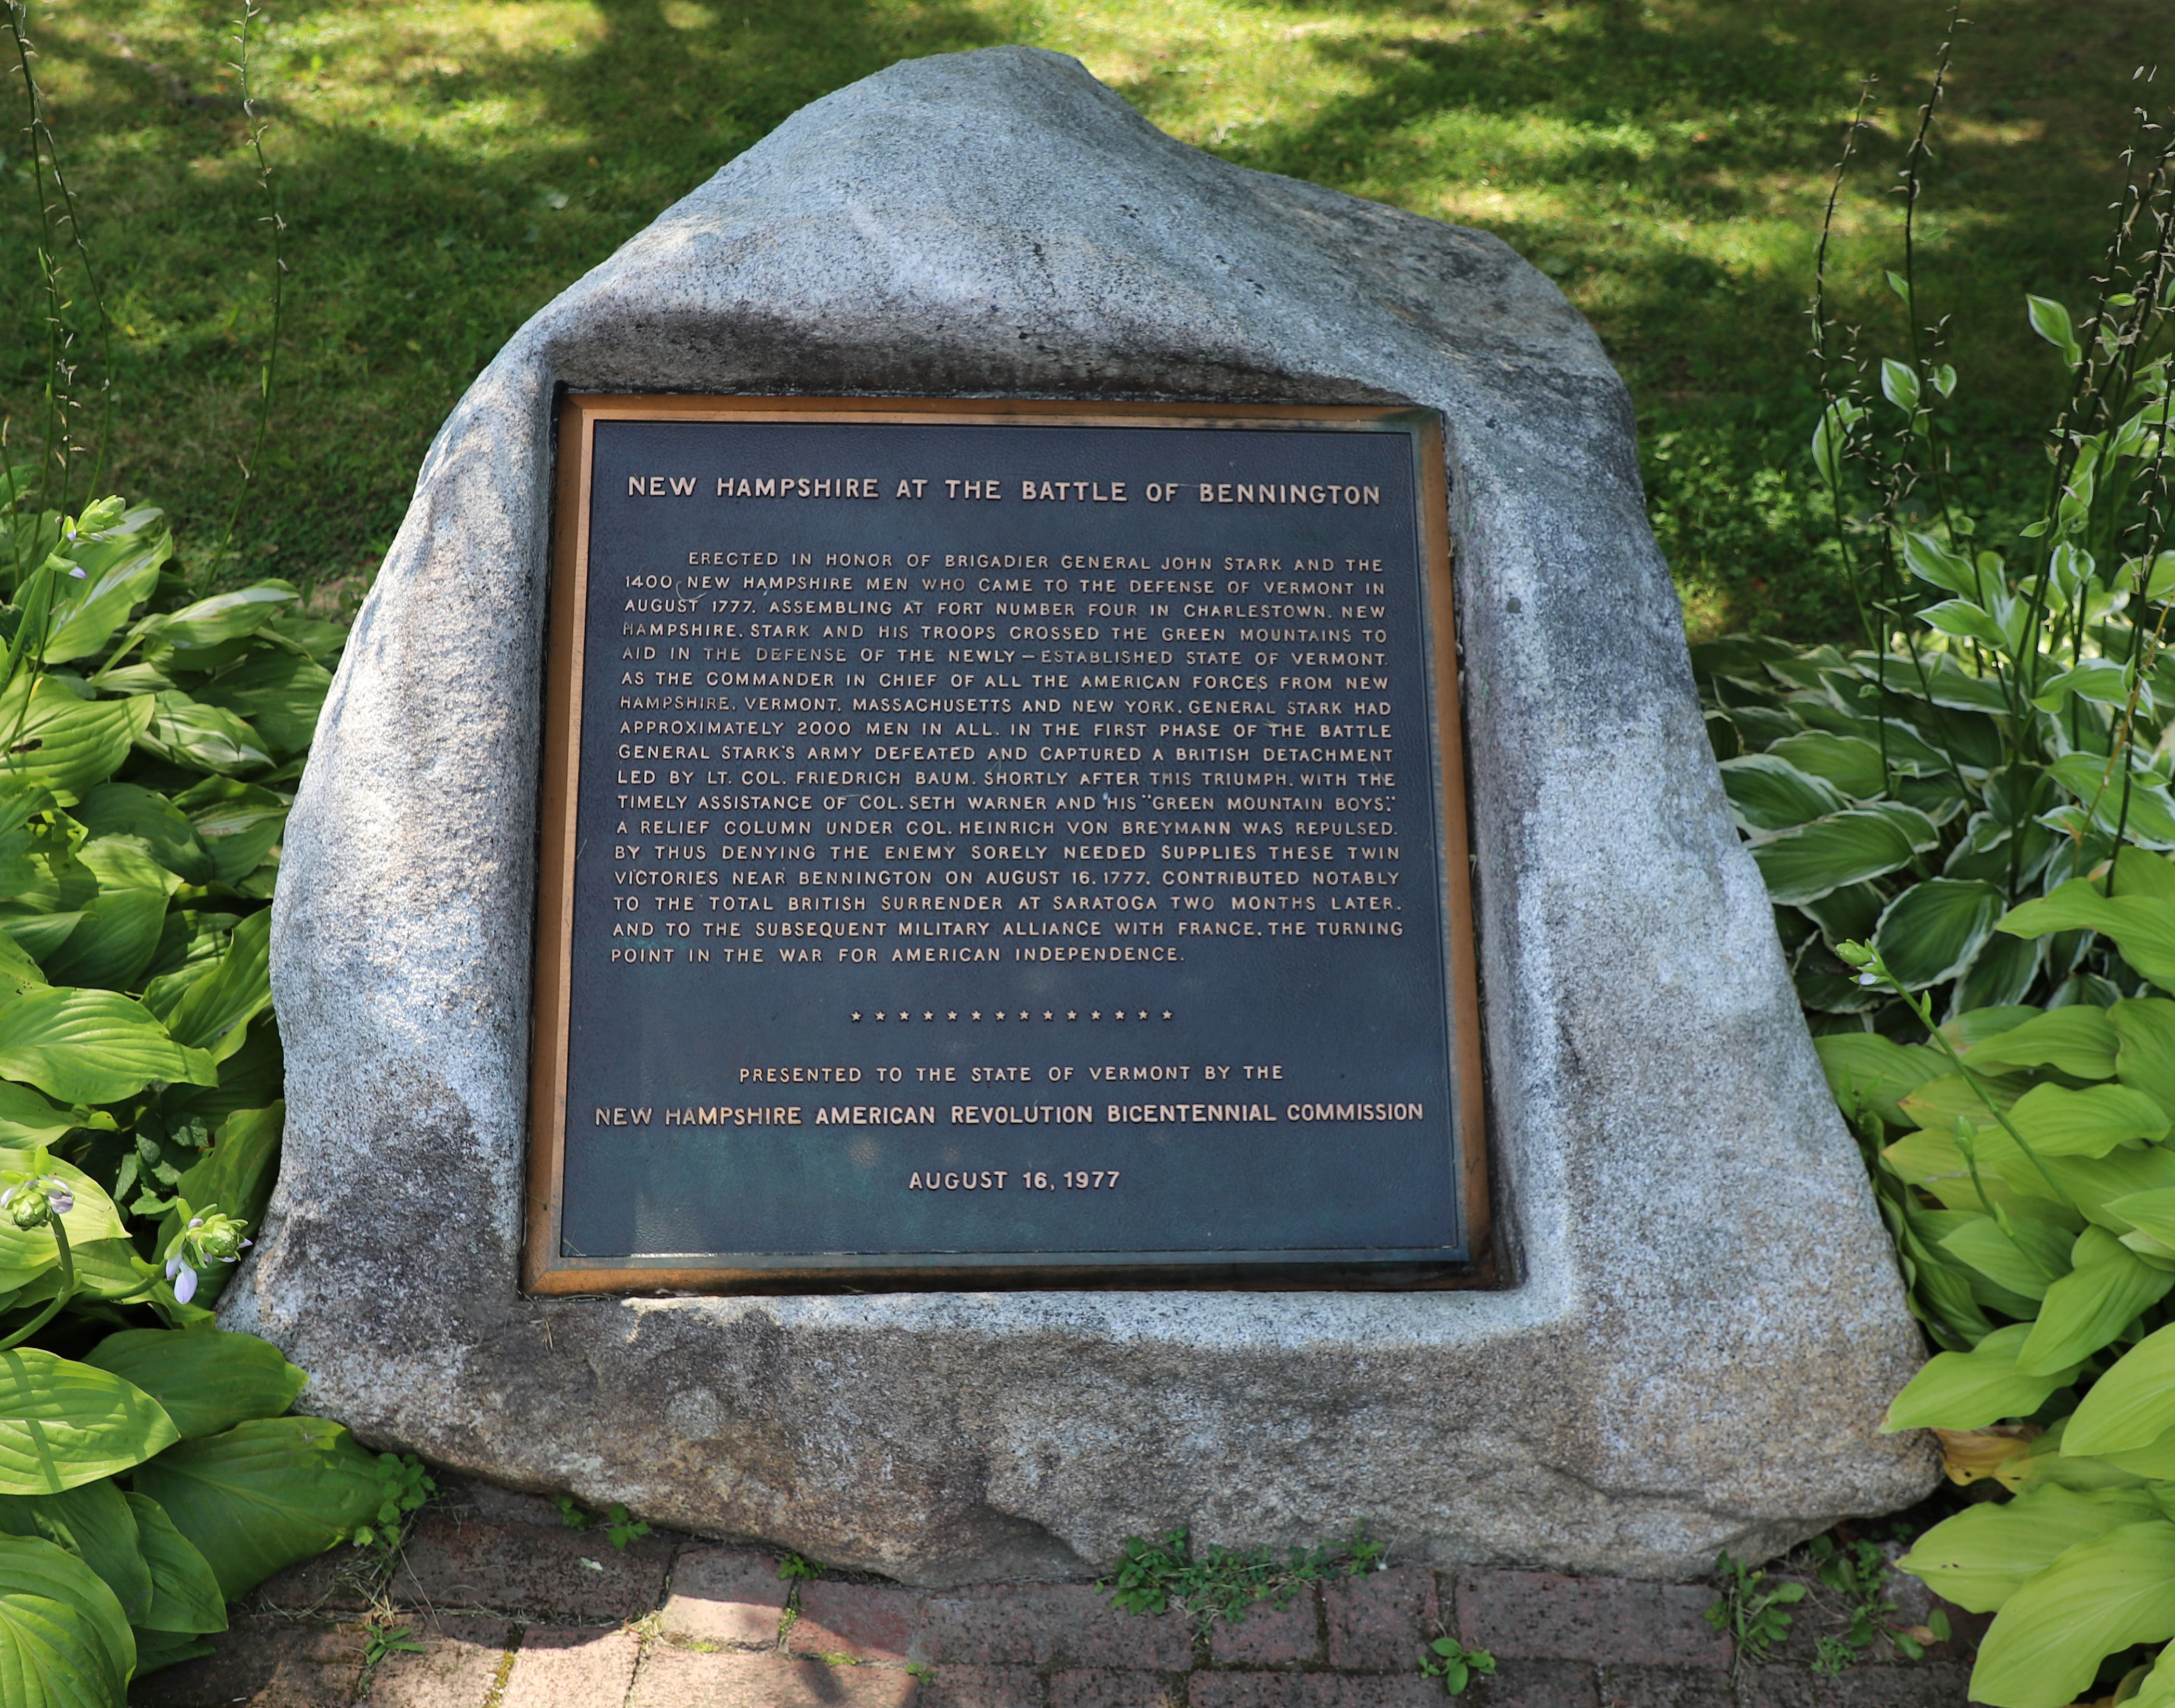 NEW HAMPSHIRE AT THE BATTLE OF BENNINGTON
ERECTED IN HONOR OF BRIGADIER GENERAL JOHN STARK AND THE
1400 NEW HAMPSHIRE MEN WHO CAME TO THE DEFENSE OF VERMONT IN
AUGUST 1777. ASSEMBLING AT FORT NUMBER FOUR IN CHARLESTOWN, NEW
HAMPSHIRE, STARK AND HIS TROOPS CROSSED THE GREEN MOUNTAINS TO
AID IN THE DEFENSE OF THE NEWLY—ESTABLISHED STATE OF VERMONT.
AS THE COMMANDER IN CHIEF OF ALL THE AMERICAN FORCES FROM NEW
HAMPSHIRE, VERMONT, MASSACHUSETTS AND NEW YORK, GENERAL STARK HAD
APPROXIMATELY 2000 MEN IN ALL. IN THE FIRST PHASE OF THE BATTLE
GENERAL STARK'S ARMY DEFEATED AND CAPTURED A BRITISH DETACHMENT
LED BY LT. COL. FRIEDRICH BAUM. SHORTLY AFTER THIS TRIUMPH, WITH THE
TIMELY ASSISTANCE OF COL. SETH WARNER AND HIS "GREEN MOUNTAIN BOYS",
A RELIEF COLUMN UNDER COL. HEINRICH VON BREYMANN WAS REPULSED.
BY THUS DENYING THE ENEMY SORELY NEEDED SUPPLIES THESE TWIN
VICTORIES NEAR BENNINGTON ON AUGUST 16, 1777, CONTRIBUTED NOTABLY
TO THE TOTAL BRITISH SURRENDER AT SARATOGA TWO MONTHS LATER,
AND TO THE SUBSEQUENT MILITARY ALLIANCE WITH FRANCE, THE TURNING
POINT IN THE WAR FOR AMERICAN INDEPENDENCE.
★ ★ ★ ★ ★ ★ ★ ★ ★ ★ ★ ★ ★ ★
PRESENTED TO THE STATE OF VERMONT BY THE
NEW HAMPSHIRE AMERICAN REVOLUTION BICENTENNIAL COMMISSION
AUGUST 16, 1977